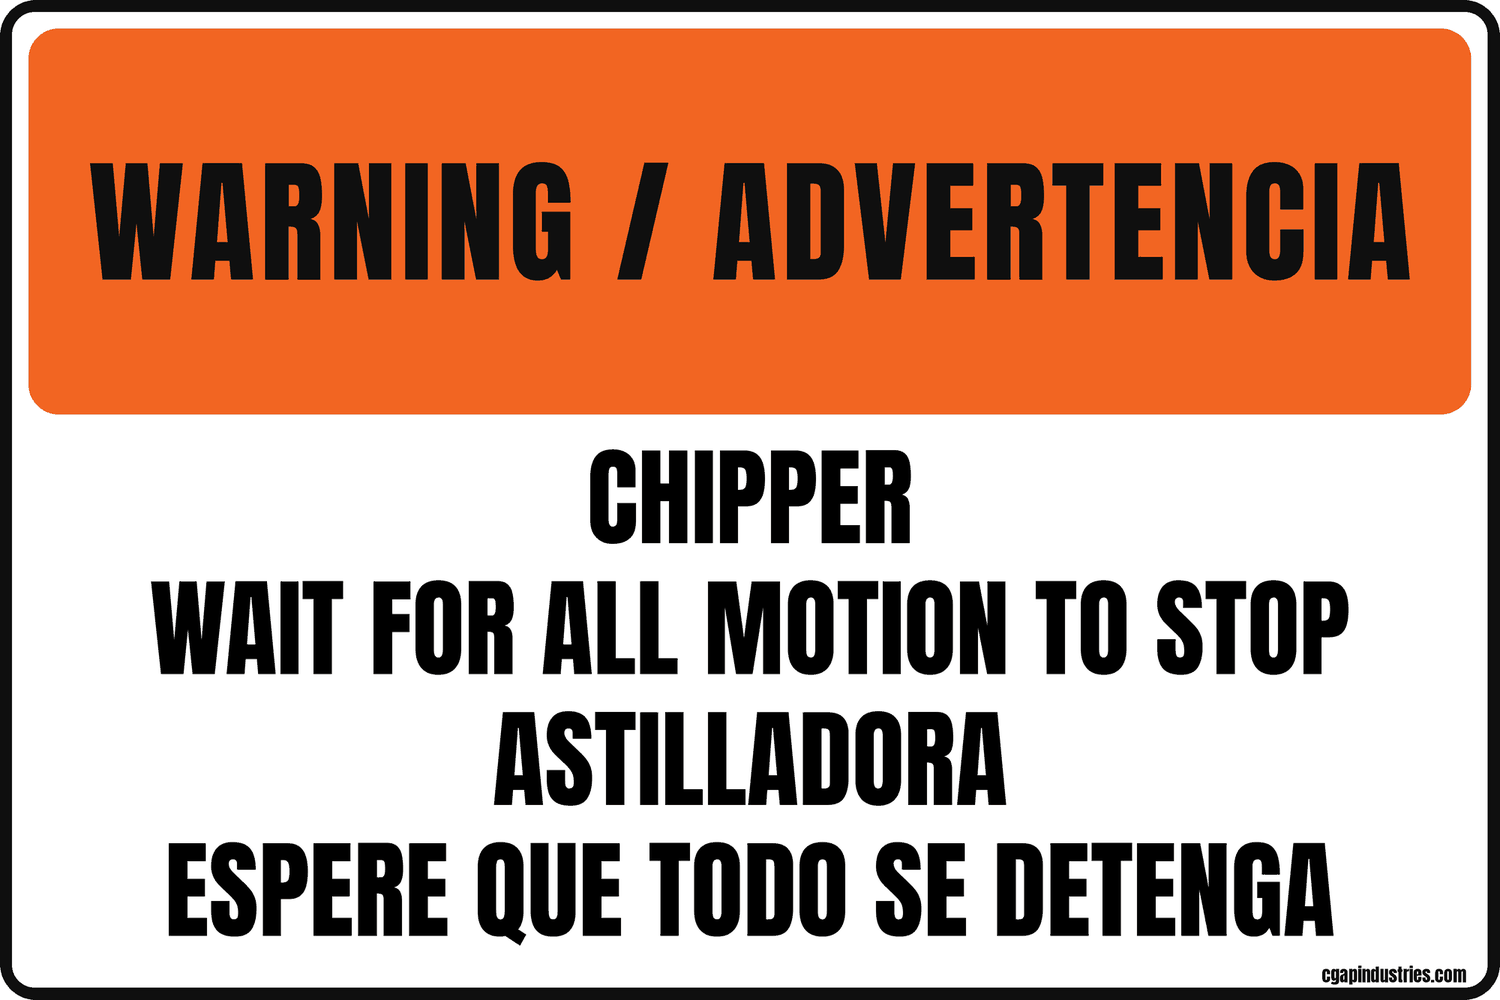 WARNING / ADVERTENCIA
CHIPPER
WAIT FOR ALL MOTION TO STOP
ASTILLADORA
ESPERE QUE TODO SE DETENGA
cgapindustries.com